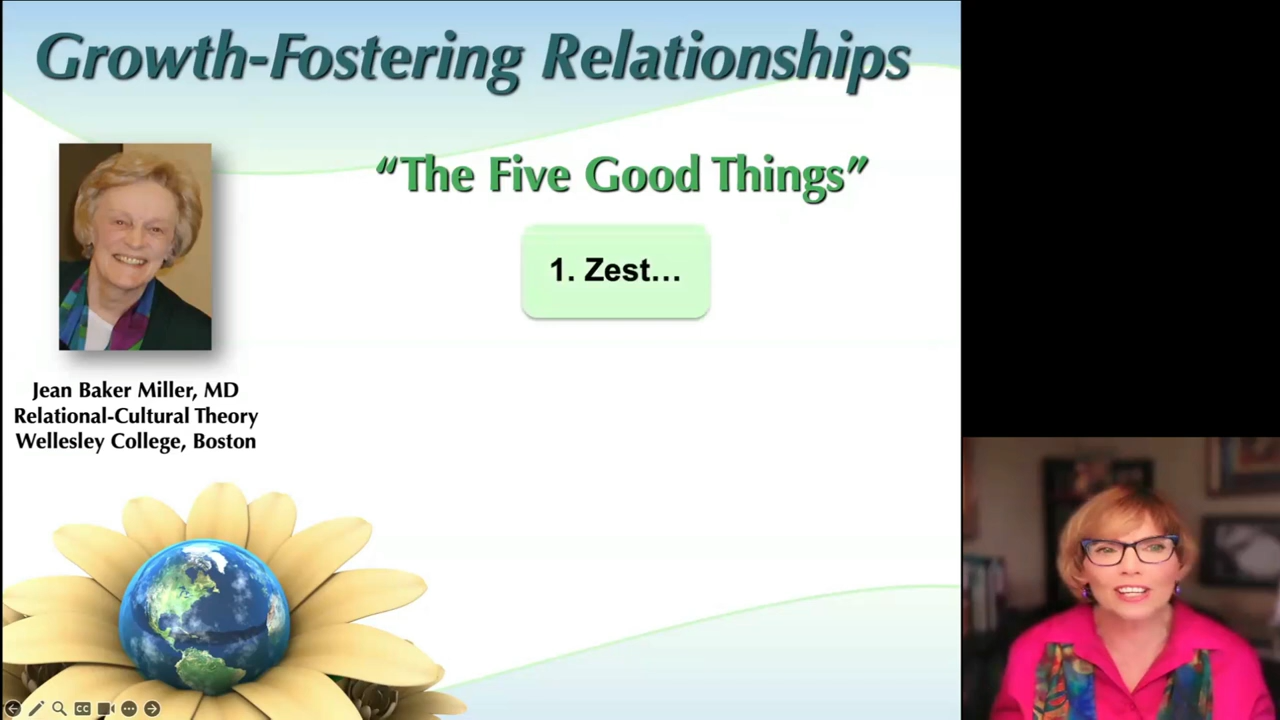 Growth-Fostering Relationships
“The Five Good Things”
1. Zest...
Jean Baker Miller, MD
Relational-Cultural Theory
Wellesley College, Boston
CC